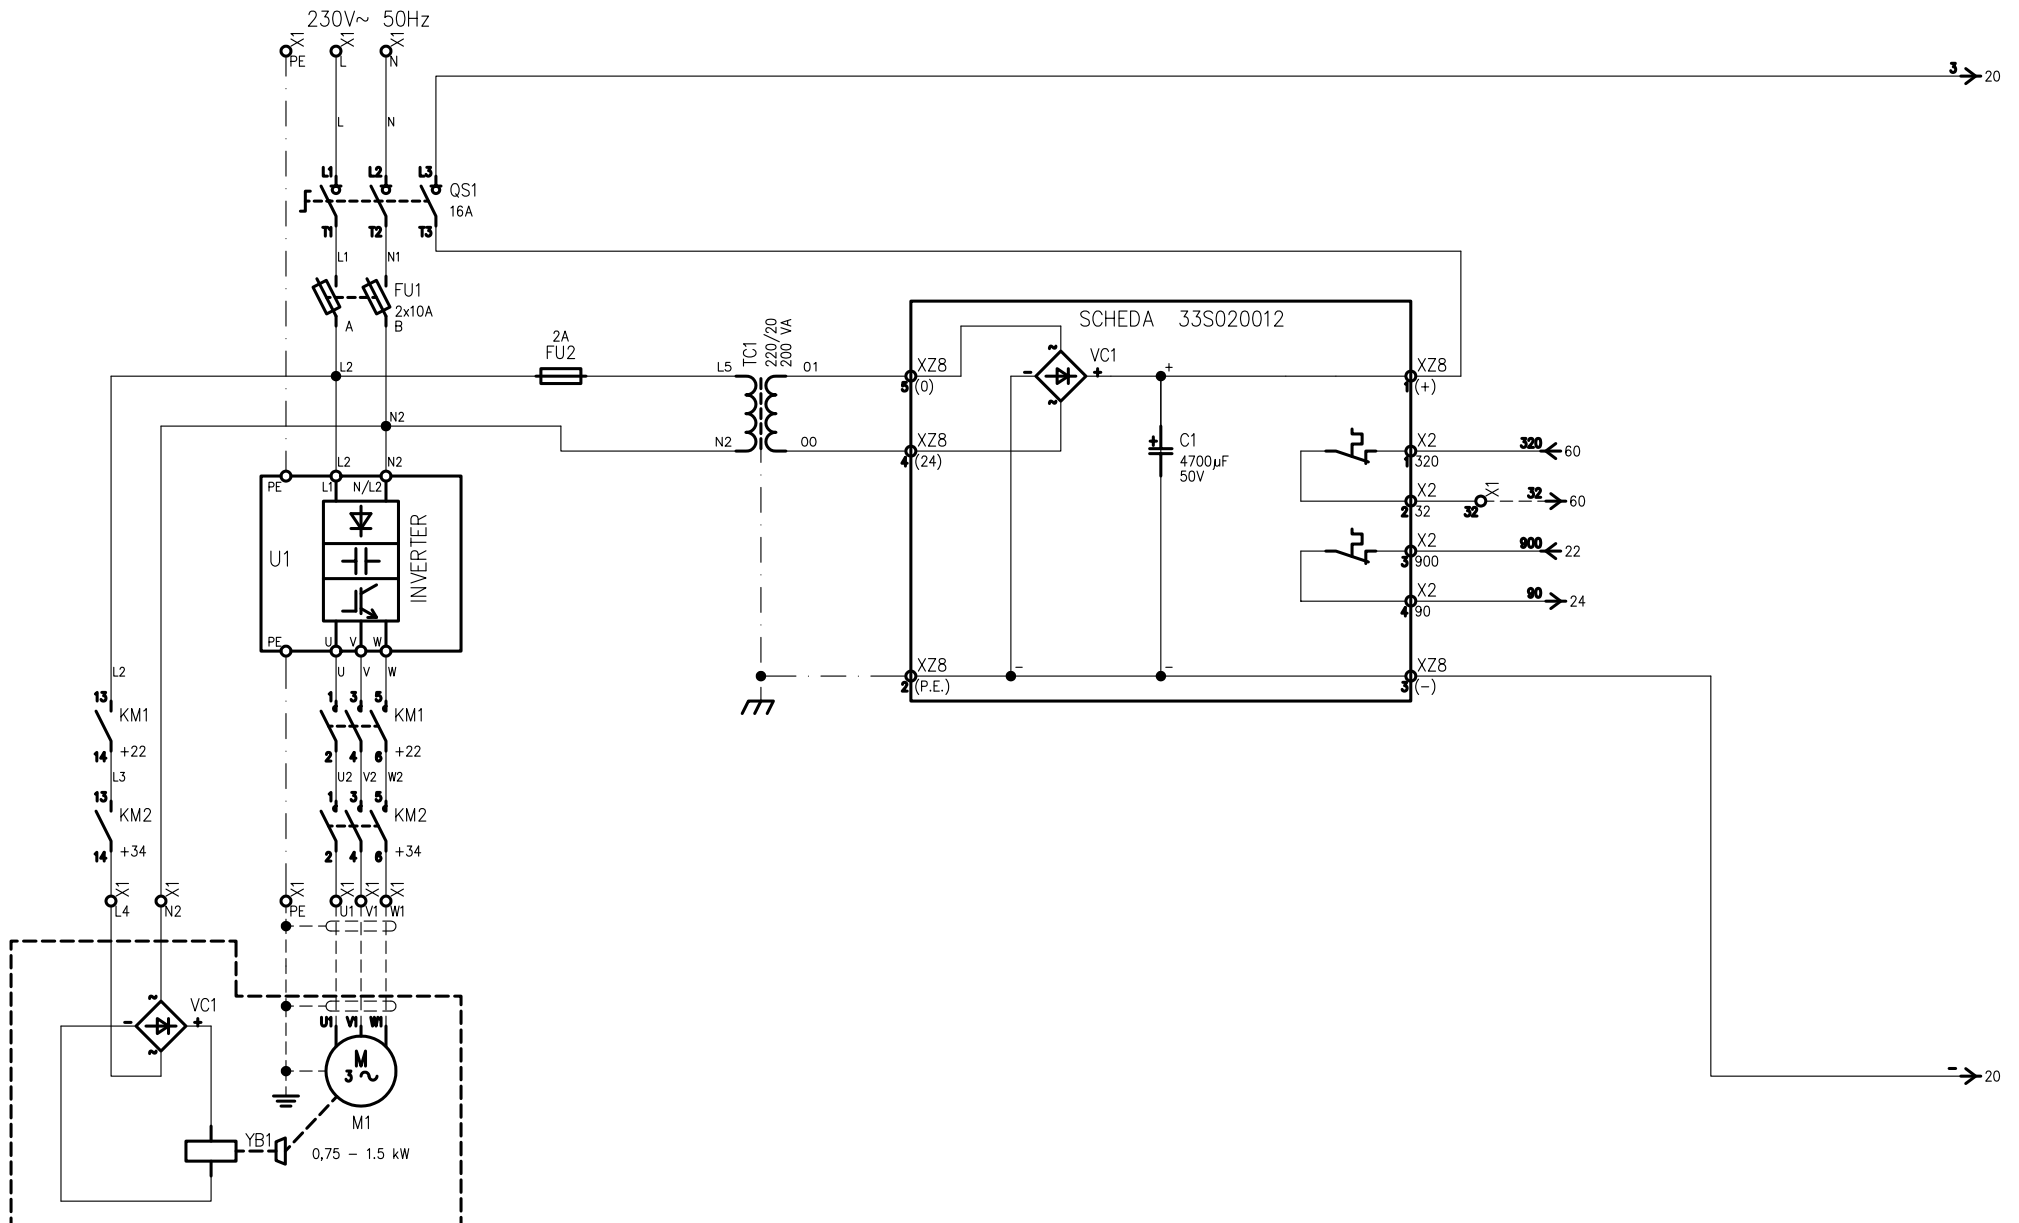 230V~ 50Hz
X1 X1 X1
PE L N
3 20
L N
L1 L2 L3
QS1
16A
T1 T2 T3
L1 N1
FU1
2x10A
A B
SCHEDA 33S020012
2A
FU2
TC1
220/20
200 VA
L2
L5 01
XZ8
5 (0)
~
VC1
- +
~
+
XZ8
1 (+)
N2
N2 00
XZ8
4 (24)
+
C1
4700µF
50V
X2
320 60
1 320
X2
X1
32 60
2 32
32
X2
900 22
3 900
X2
90 24
4 90
L2 N2
PE L1 N/L2
U1
INVERTER
PE U V W
U V W
XZ8
2 (P.E.)
- -
XZ8
3 (-)
L2
13
KM1
14 +22
L3
13
KM2
14 +34
1 3 5
KM1
2 4 6 +22
U2 V2 W2
1 3 5
KM2
2 4 6 +34
X1 X1 X1 X1 X1 X1
L4 N2 PE U1 V1 W1
~
VC1
- +
~
U1 V1 W1
M
3~
M1
0,75 - 1.5 kW
YB1
- 20